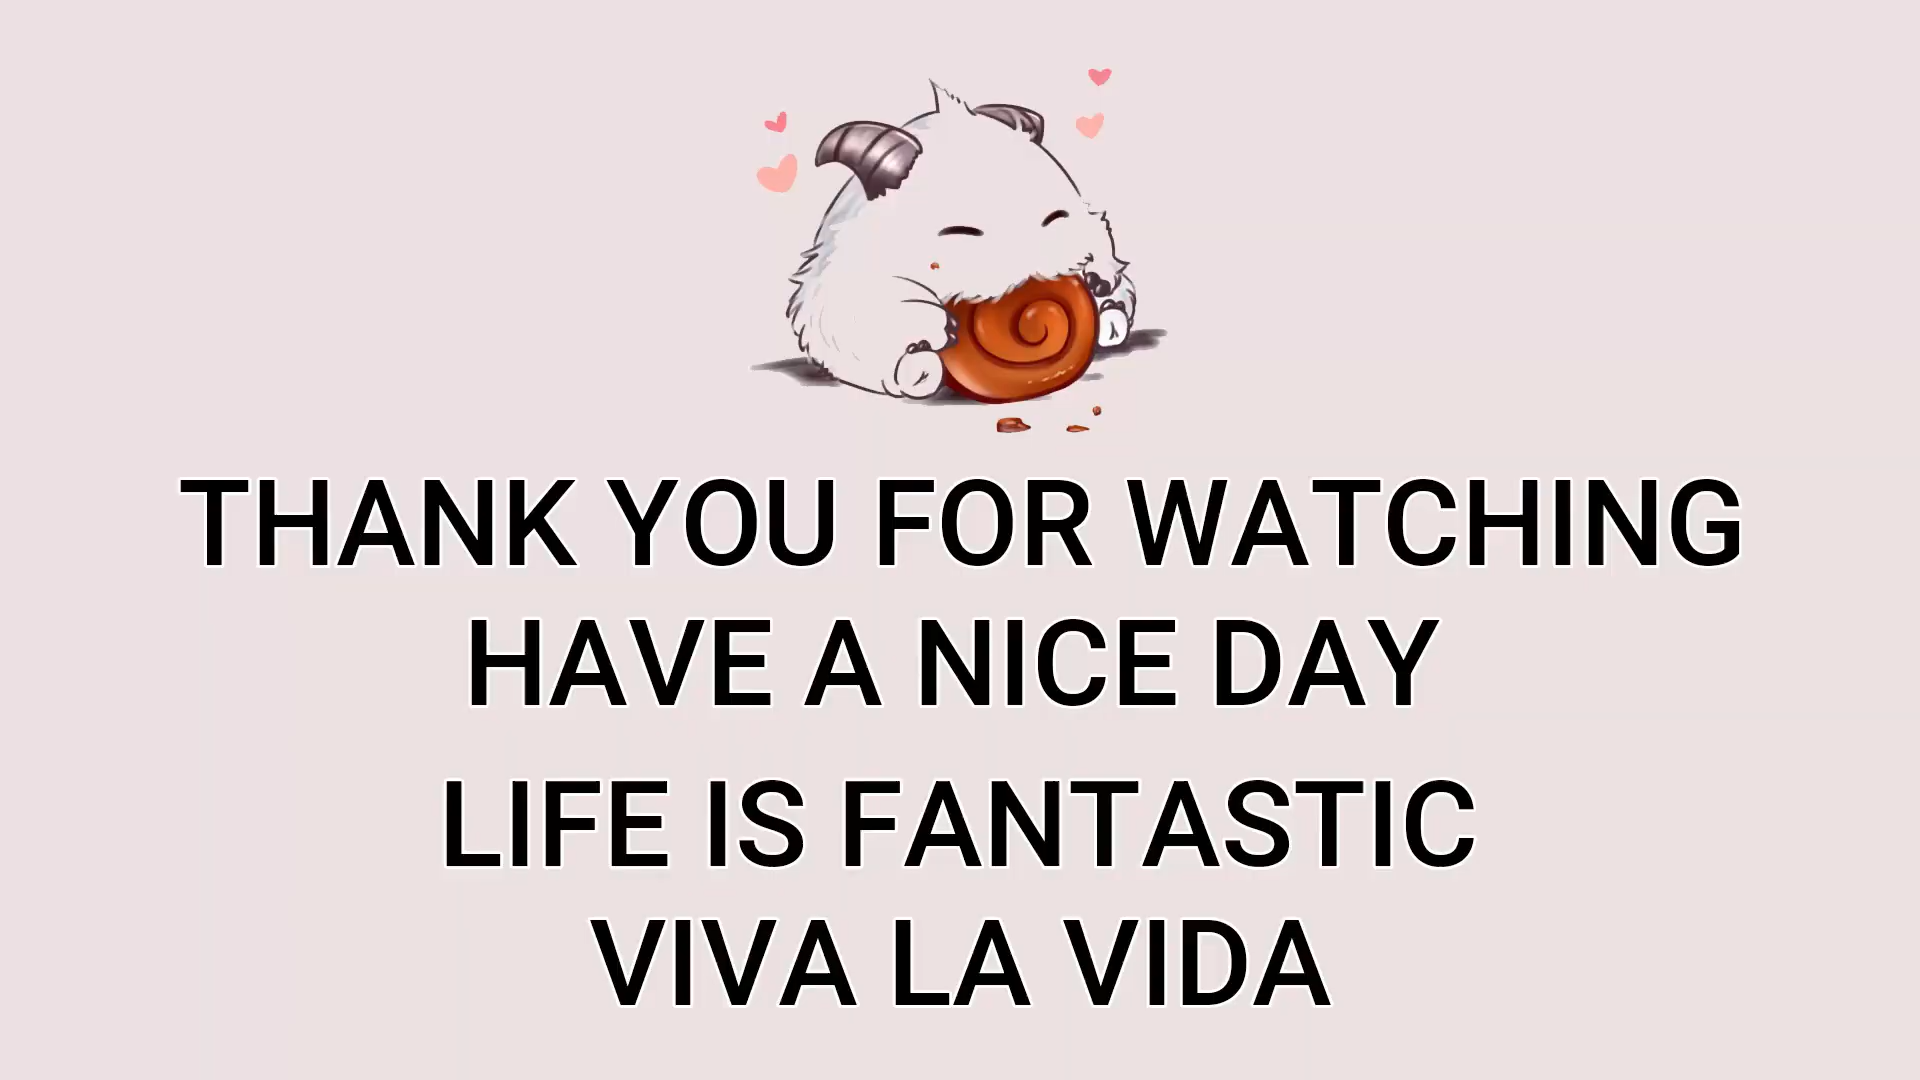 THANK YOU FOR WATCHING
HAVE A NICE DAY
LIFE IS FANTASTIC
VIVA LA VIDA